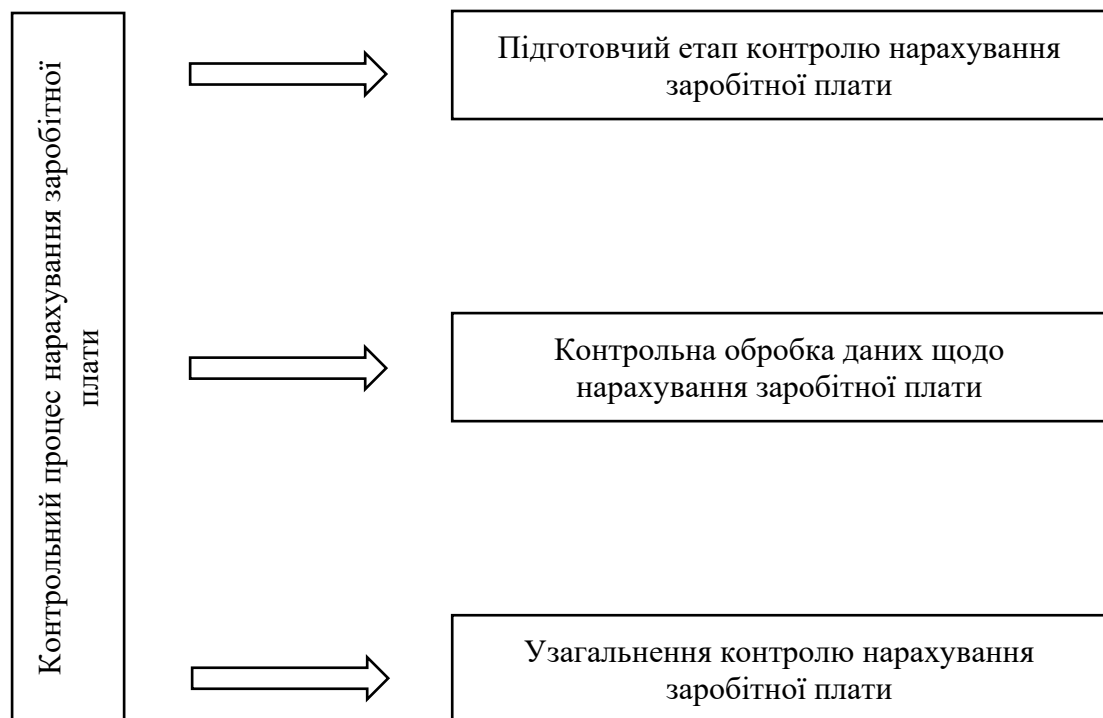 Контрольний процес нарахування заробітної
плати
Підготовчий етап контролю нарахування
заробітної плати
Контрольна обробка даних щодо
нарахування заробітної плати
Узагальнення контролю нарахування
заробітної плати